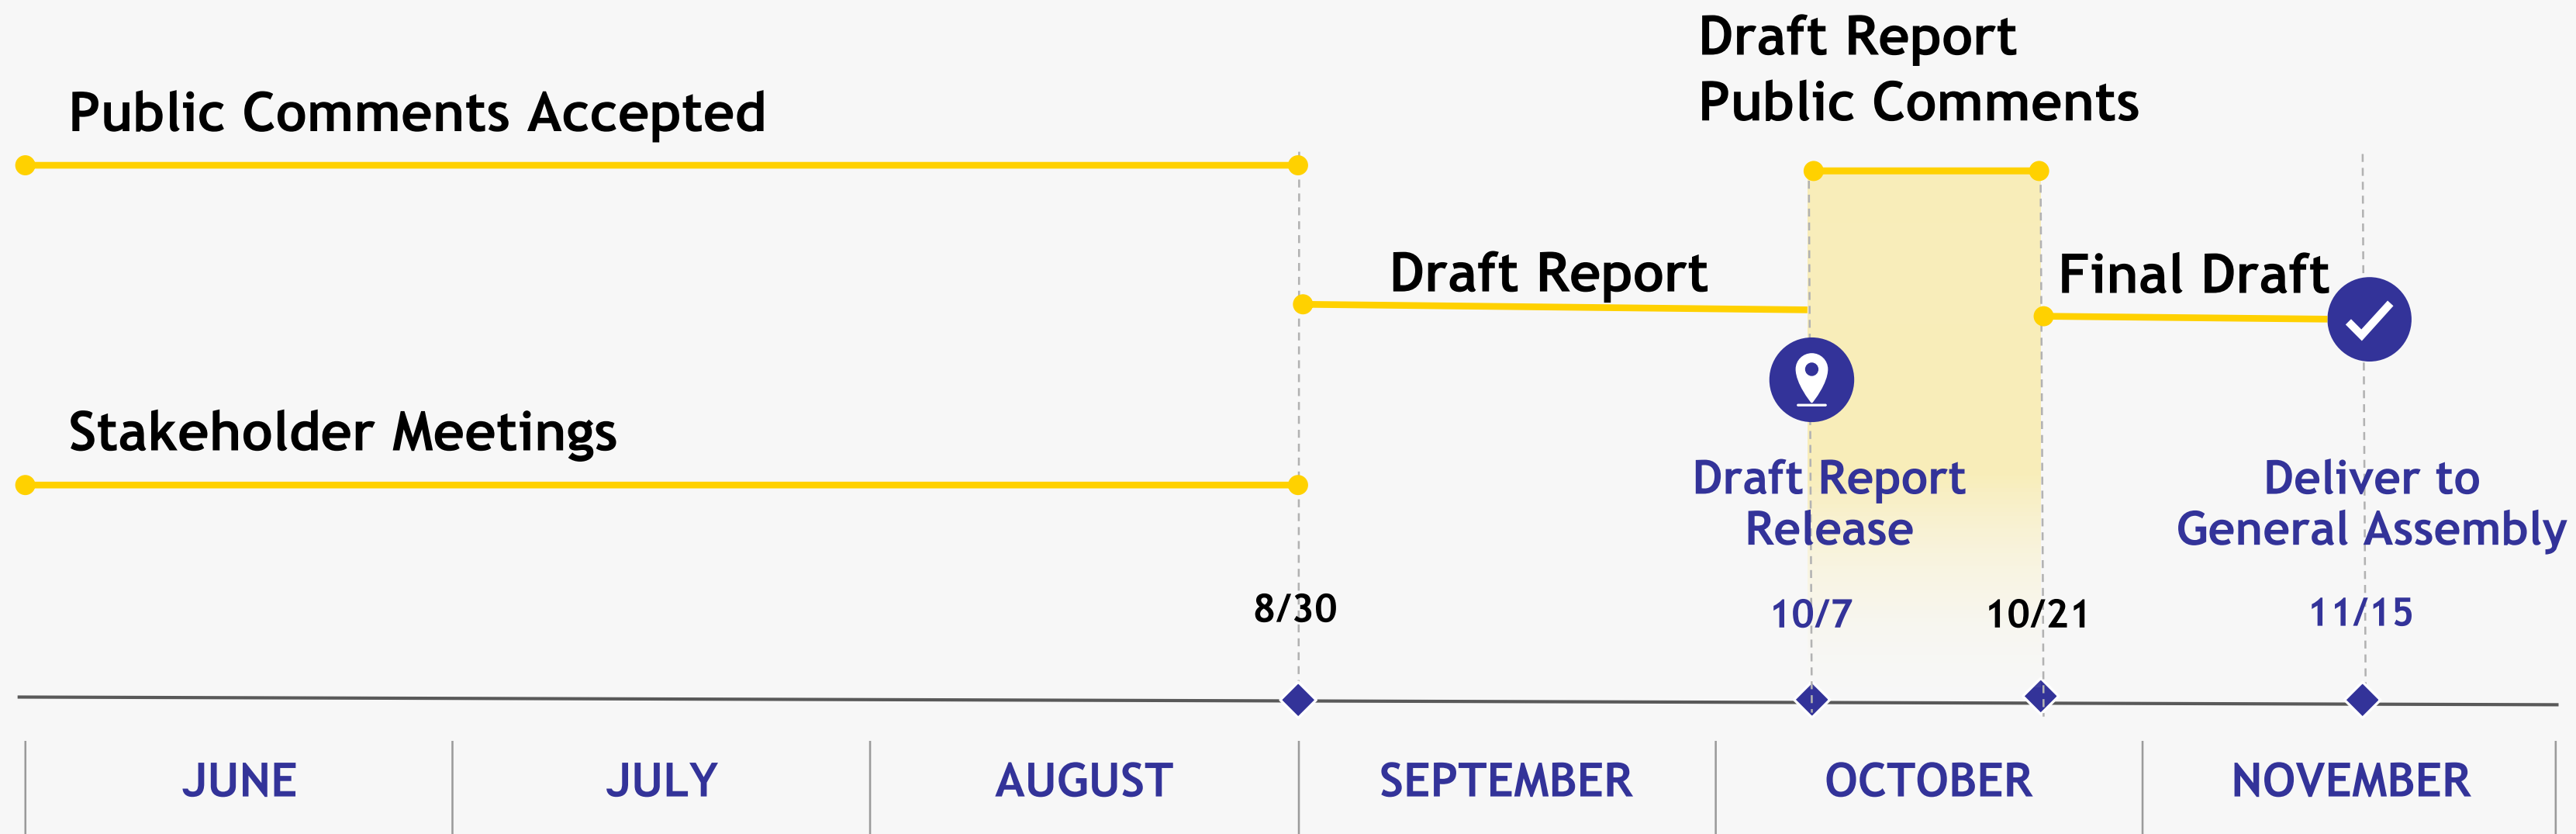 Draft Report
Public Comments
Public Comments Accepted
Draft Report
Final Draft
Stakeholder Meetings
Draft Report
Release
Deliver to
General Assembly
8/30
10/7
10/21
11/15
JUNE
JULY
AUGUST
SEPTEMBER
OCTOBER
NOVEMBER